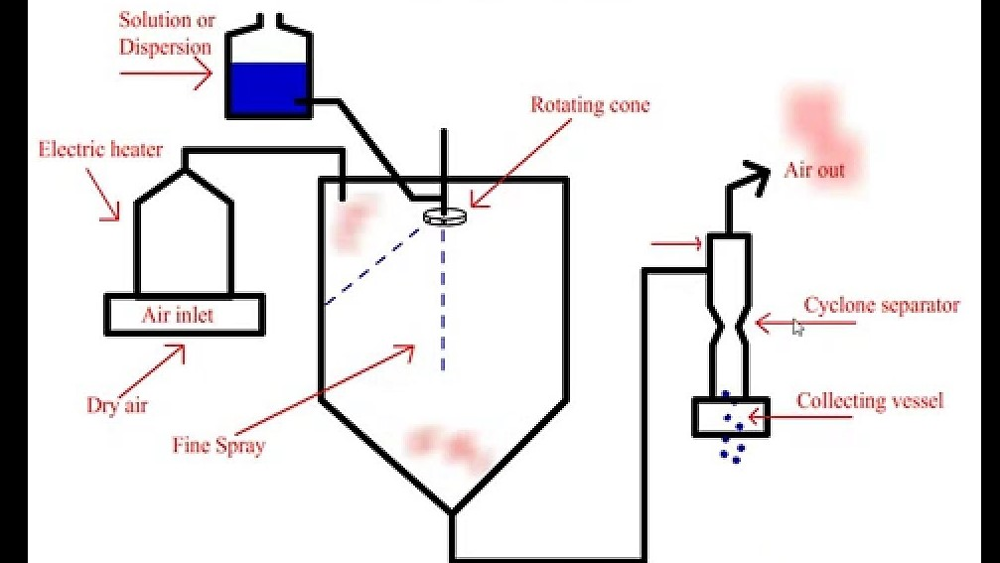 Solution or
Dispersion
Rotating cone
Electric heater
Air out
Air inlet
Cyclone separator
Dry air
Collecting vessel
Fine Spray